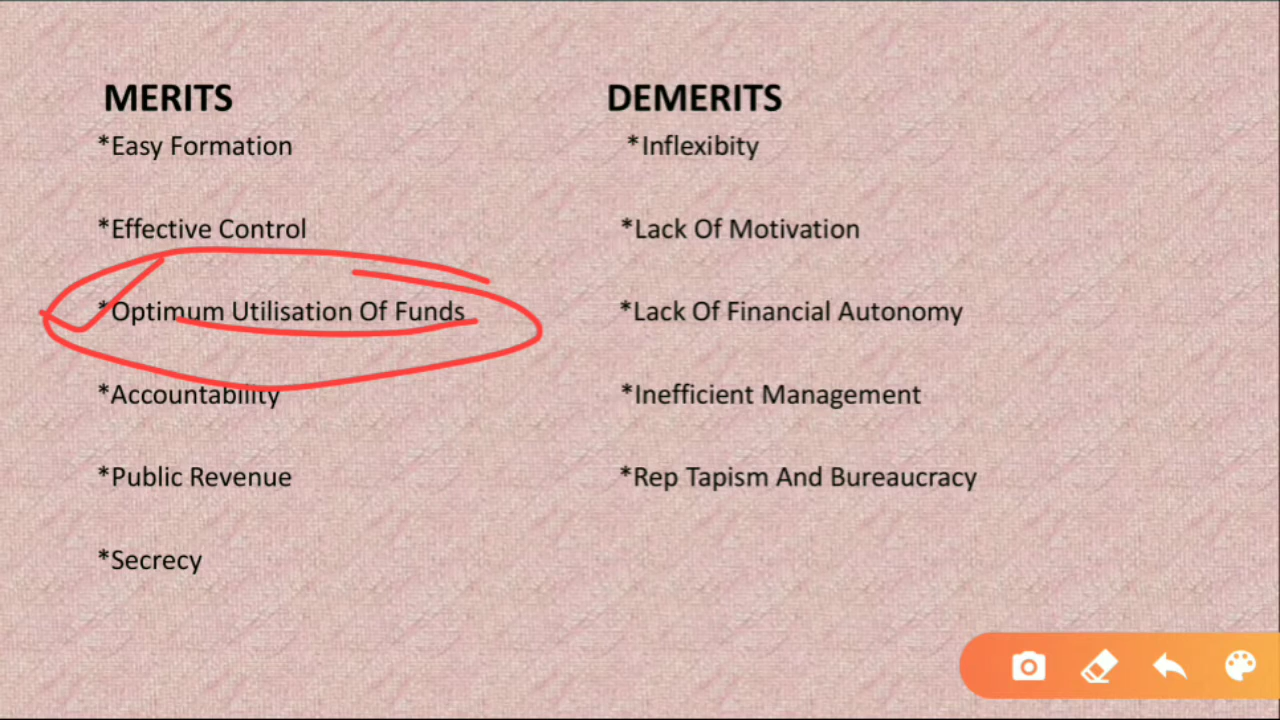 MERITS
*Easy Formation
*Effective Control
*Optimum Utilisation Of Funds
*Accountability
*Public Revenue
*Secrecy
DEMERITS
*Inflexibity
*Lack Of Motivation
*Lack Of Financial Autonomy
*Inefficient Management
*Rep Tapism And Bureaucracy